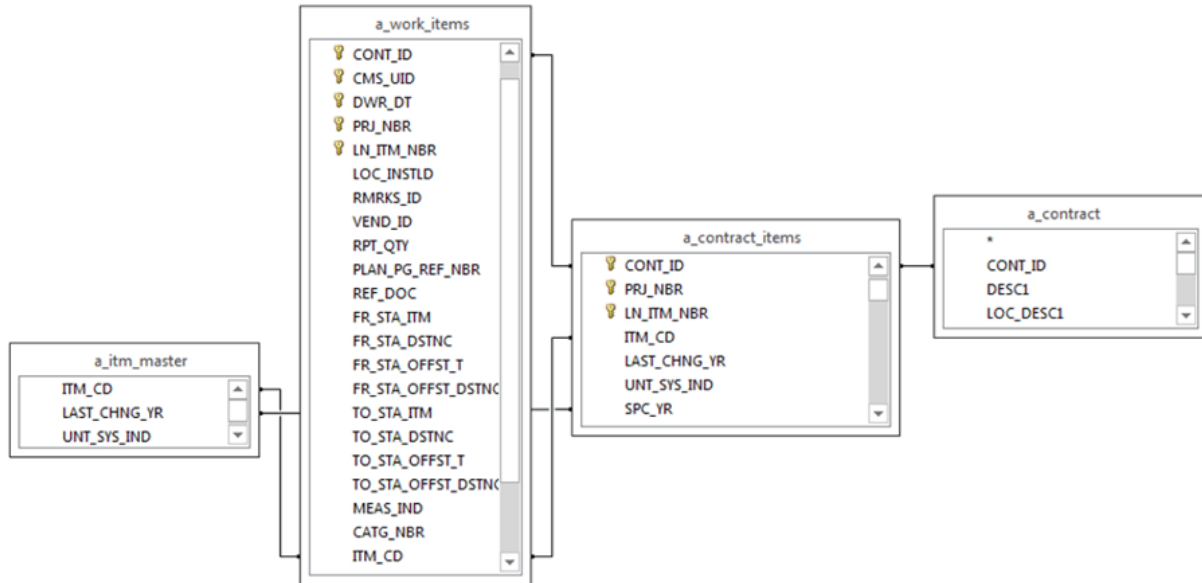 a_work_items
CONT_ID
CMS_UID
DWR_DT
PRJ_NBR
LN_ITM_NBR
LOC_INSTLD
RMRKS_ID
VEND_ID
RPT_QTY
PLAN_PG_REF_NBR
REF_DOC
FR_STA_ITM
FR_STA_DSTNC
FR_STA_OFFST_T
FR_STA_OFFST_DSTNC
TO_STA_ITM
TO_STA_DSTNC
TO_STA_OFFST_T
TO_STA_OFFST_DSTNC
MEAS_IND
CATG_NBR
ITM_CD
a_itm_master
ITM_CD
LAST_CHNG_YR
UNT_SYS_IND
a_contract_items
CONT_ID
PRJ_NBR
LN_ITM_NBR
ITM_CD
LAST_CHNG_YR
UNT_SYS_IND
SPC_YR
a_contract
*
CONT_ID
DESC1
LOC_DESC1